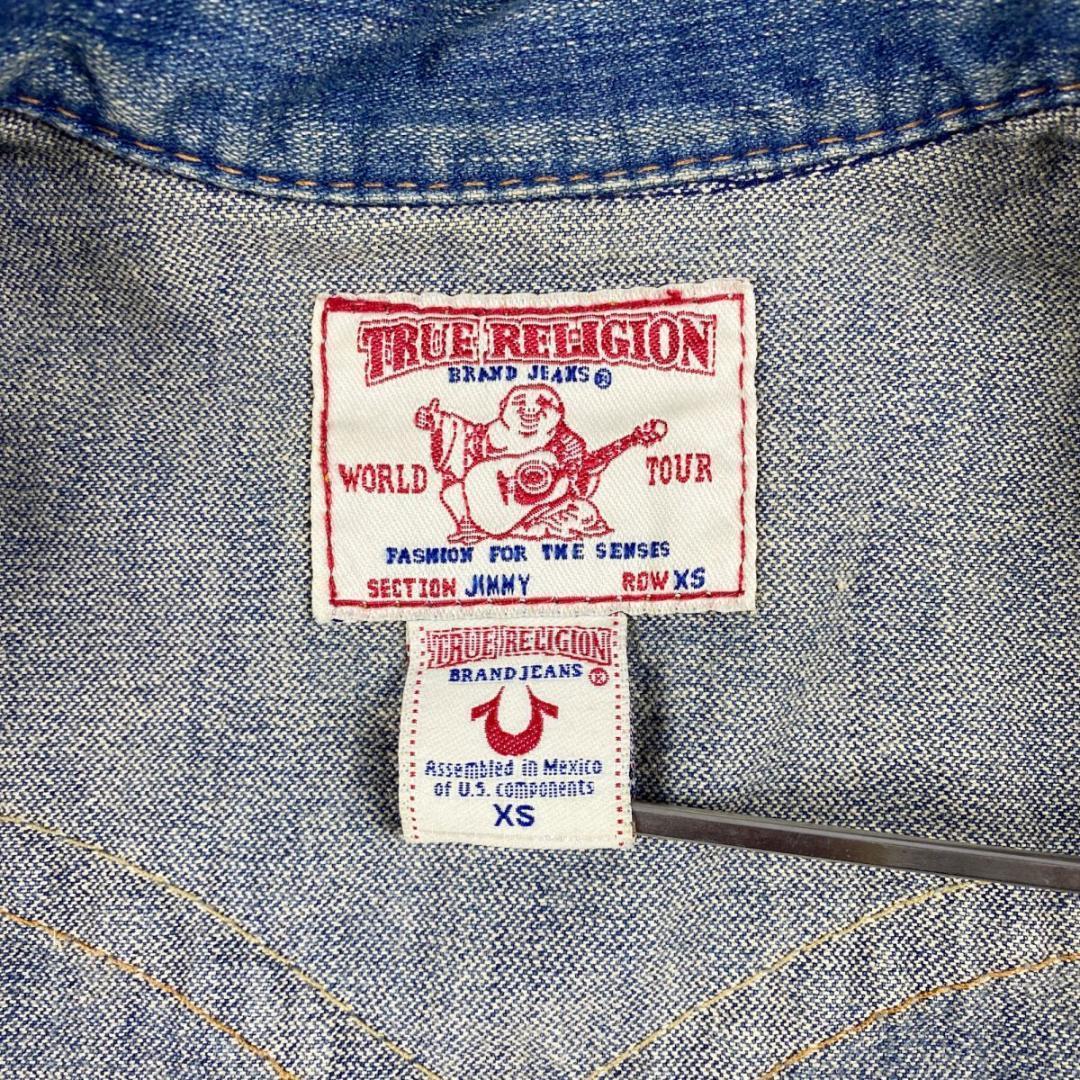 TRUE RELIGION
BRAND JEANS®
WORLD TOUR
FASHION FOR THE SENSES
SECTION JIMMY ROW XS
TRUE RELIGION
BRAND JEANS ®
Assembled in Mexico
of U.S. components
XS